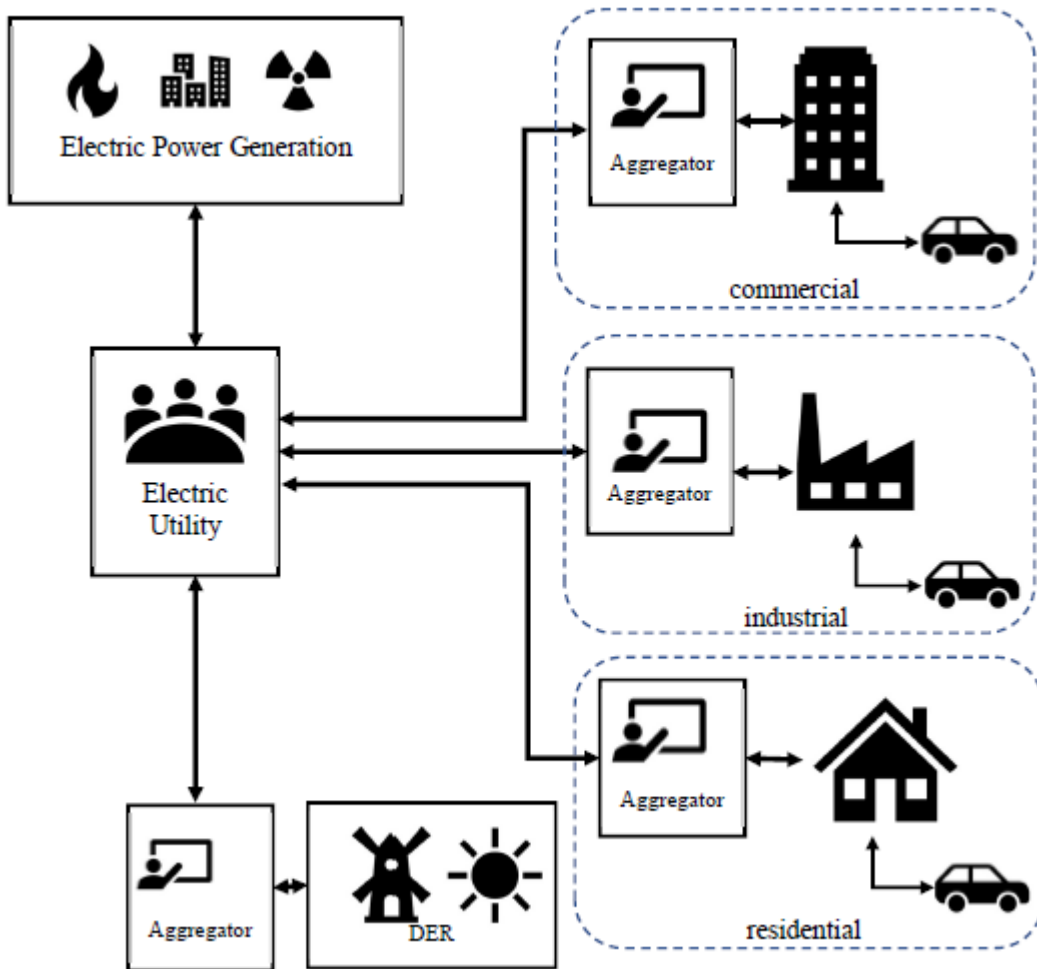 Electric Power Generation
Aggregator
commercial
Electric
Utility
Aggregator
industrial
Aggregator
residential
Aggregator
DER